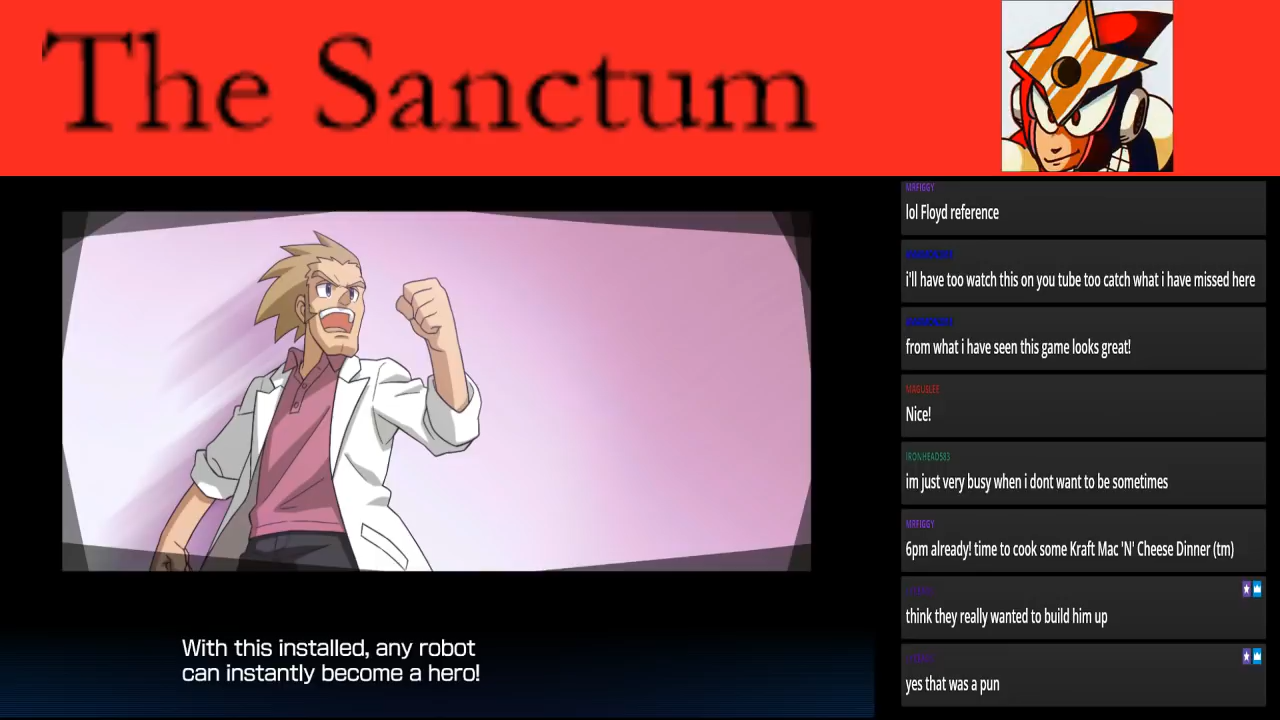 The Sanctum
MRFIGGY
lol Floyd reference
i'll have too watch this on you tube too catch what i have missed here
from what i have seen this game looks great!
MAGUSLEE
Nice!
IRONHEAD583
im just very busy when i dont want to be sometimes
MRFIGGY
6pm already! time to cook some Kraft Mac 'N' Cheese Dinner (tm)
think they really wanted to build him up
yes that was a pun
With this installed, any robot
can instantly become a hero!